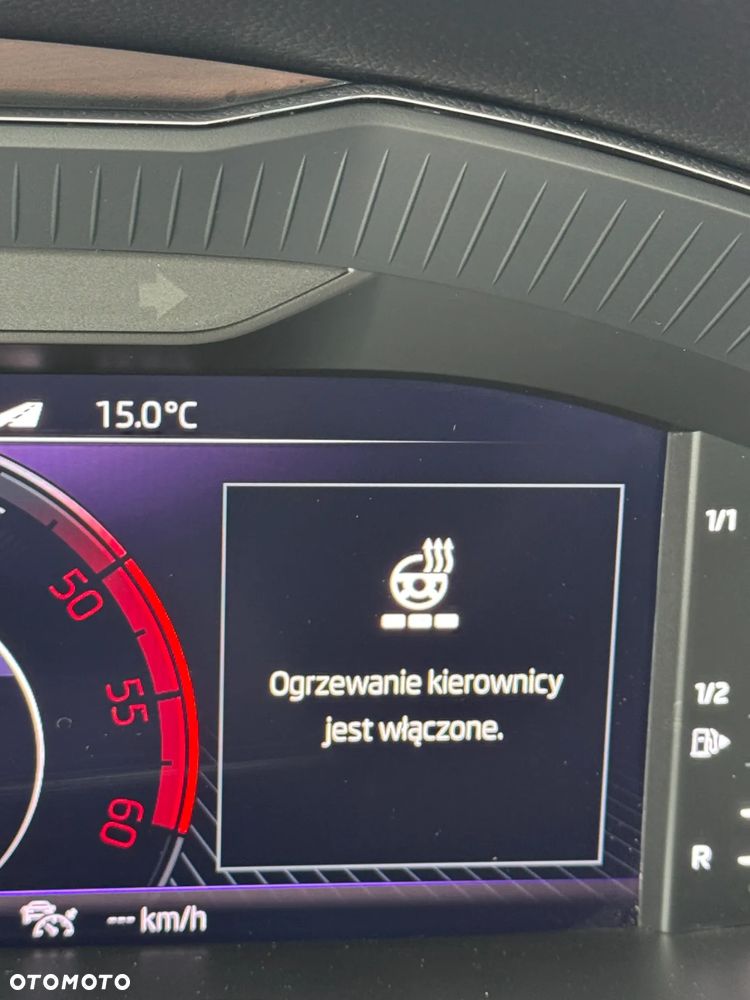 15.0°C
1/1
50
Ogrzewanie kierownicy
jest włączone.
55
1/2
60
R
--- km/h
OTOMOTO